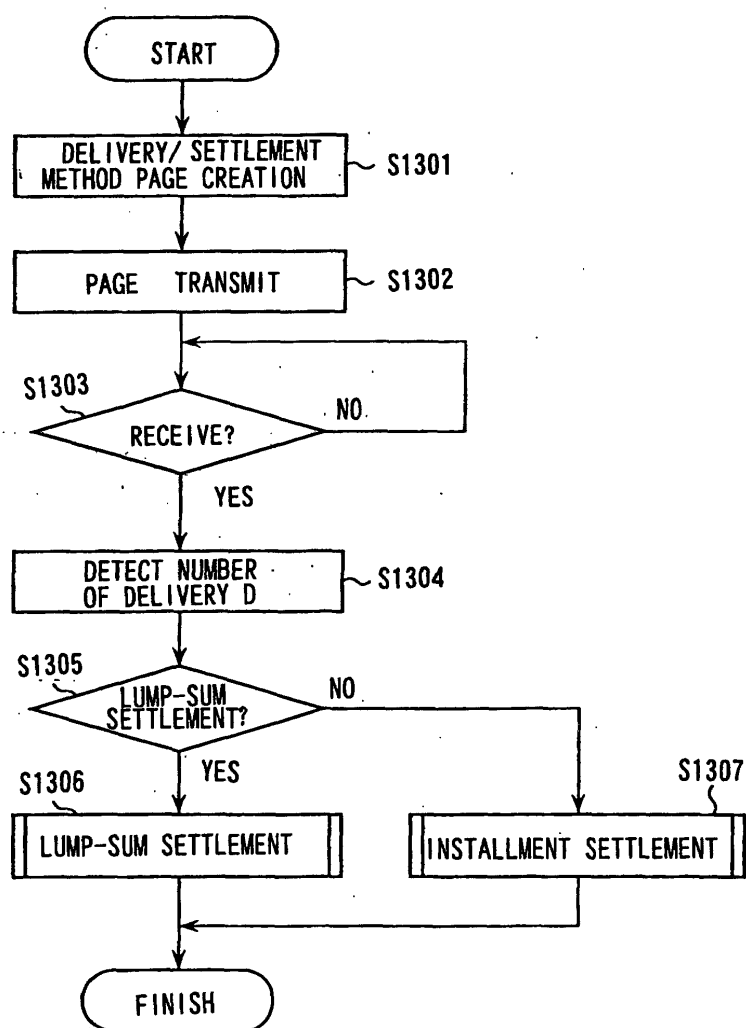 START
DELIVERY/ SETTLEMENT
METHOD PAGE CREATION
S1301
PAGE TRANSMIT
S1302
S1303
RECEIVE?
NO
YES
DETECT NUMBER
OF DELIVERY D
S1304
S1305
LUMP-SUM
SETTLEMENT?
NO
YES
S1306
LUMP-SUM SETTLEMENT
S1307
INSTALLMENT SETTLEMENT
FINISH